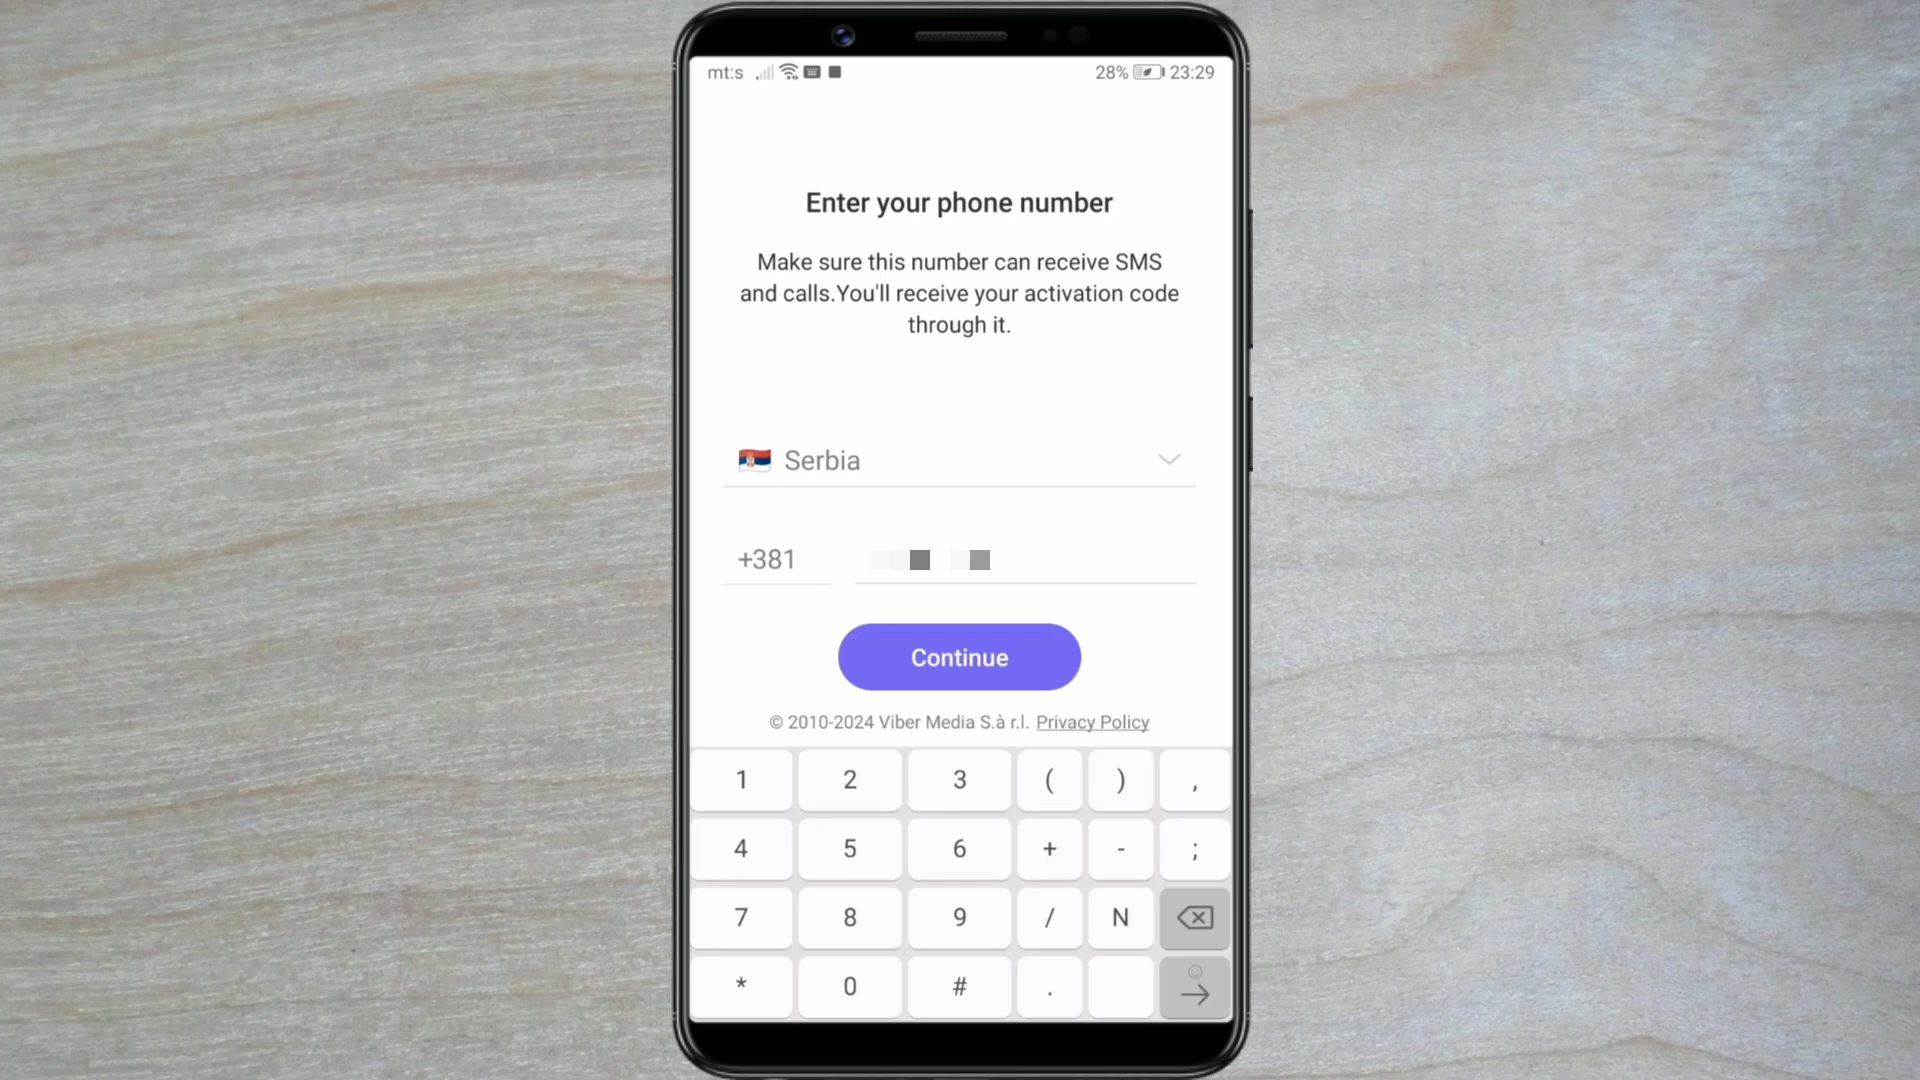 mt:s 28% 23:29
Enter your phone number
Make sure this number can receive SMS
and calls.You'll receive your activation code
through it.
Serbia
+381
Continue
© 2010-2024 Viber Media S.à r.l. Privacy Policy
1 2 3 ( ) ,
4 5 6 + - ;
7 8 9 / N
* 0 # .